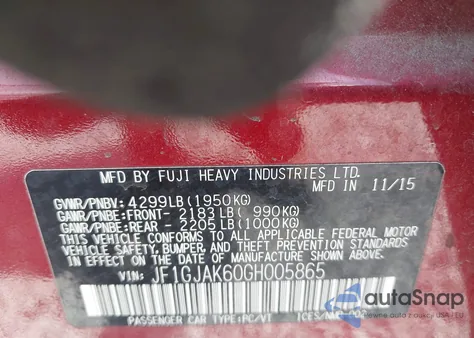 MFD BY FUJI HEAVY INDUSTRIES LTD.
MFD IN 11/15
GVWR/PNBV: 4299LB(1950KG)
GAWR/PNBE:FRONT- 2183LB( 990KG)
GAWR/PNBE:REAR - 2205LB(1000KG)
THIS VEHICLE CONFORMS TO ALL APPLICABLE FEDERAL MOTOR
VEHICLE SAFETY, BUMPER, AND THEFT PREVENTION STANDARDS
IN EFFECT ON THE DATE OF MANUFACTURE SHOWN ABOVE.
VIN: JF1GJAK60GH005865
PASSENGER CAR TYPE:PC/VT
autoSnap